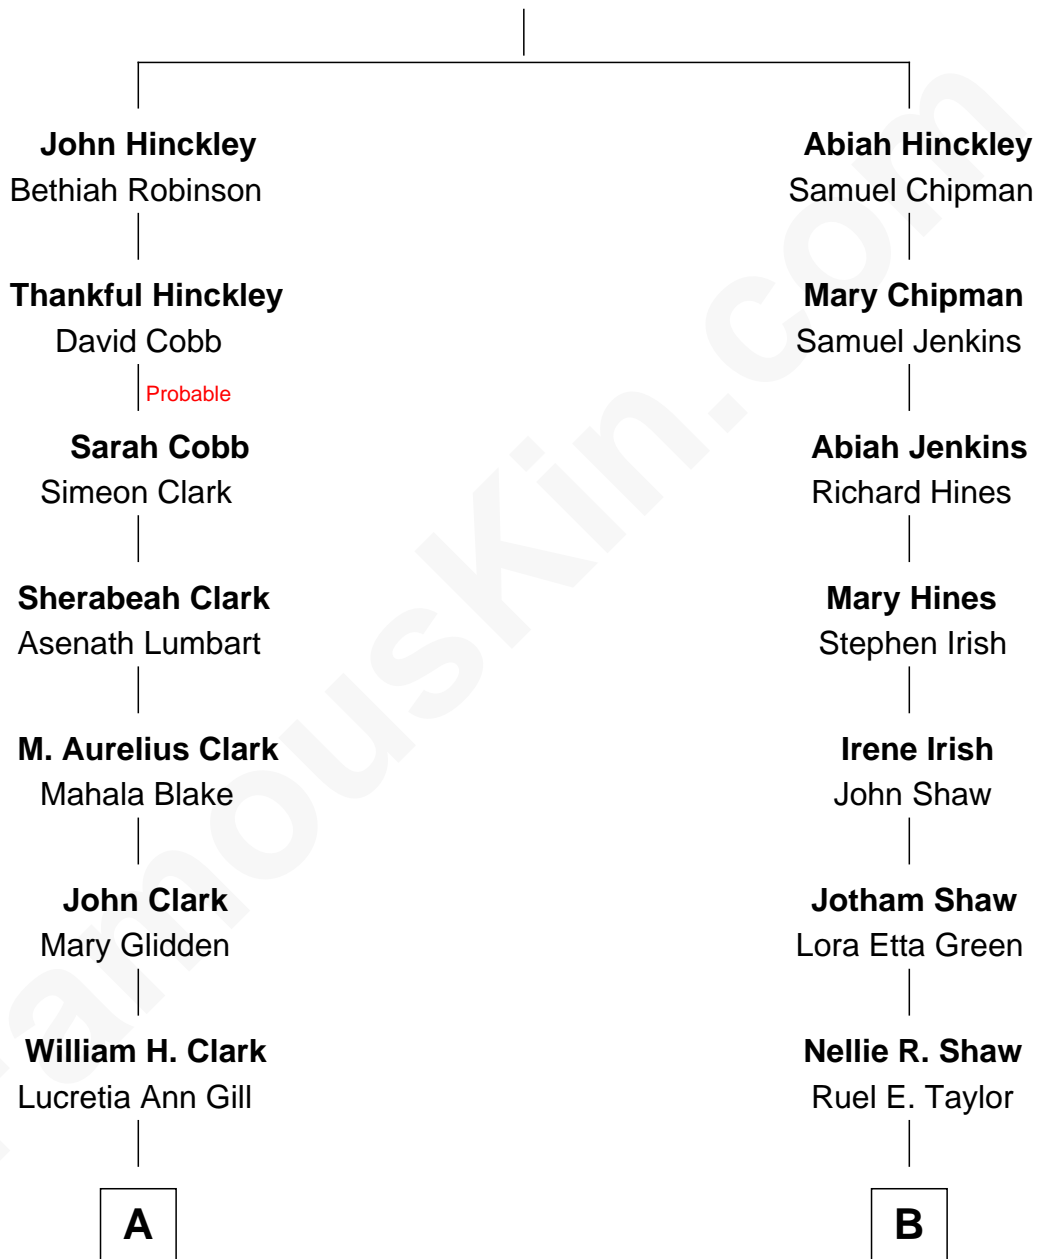 John Hinckley
Bethiah Robinson
Abiah Hinckley
Samuel Chipman
Thankful Hinckley
David Cobb
Mary Chipman
Samuel Jenkins
Probable
Sarah Cobb
Simeon Clark
Abiah Jenkins
Richard Hines
Sherabeah Clark
Asenath Lumbart
Mary Hines
Stephen Irish
M. Aurelius Clark
Mahala Blake
Irene Irish
John Shaw
John Clark
Mary Glidden
Jotham Shaw
Lora Etta Green
William H. Clark
Lucretia Ann Gill
Nellie R. Shaw
Ruel E. Taylor
A
B
FamousKin.com